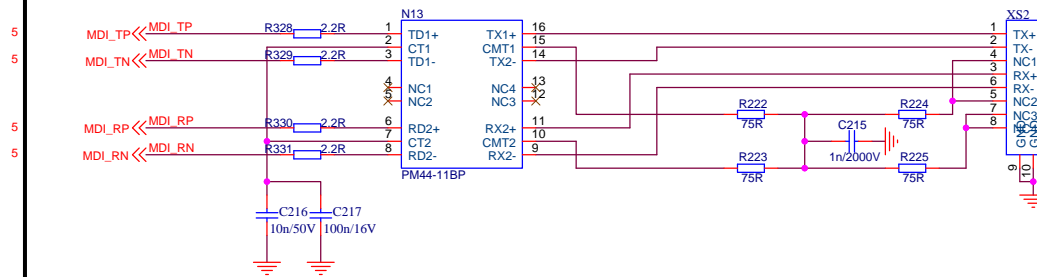 N13
XS2
5 MDI_TP MDI_TP R328 2.2R 1 TD1+ TX1+ 16 1 TX+
2 CT1 CMT1 15 2 TX-
5 MDI_TN MDI_TN R329 2.2R 3 TD1- TX2- 14 4 NC1
3 RX+
4 NC1 NC4 13 6 RX-
5 NC2 NC3 12 5 NC2
R222 R224 7 NC3
75R 75R 8
5 MDI_RP MDI_RP R330 2.2R 6 RD2+ RX2+ 11 C215
7 CT2 CMT2 10 1n/2000V
5 MDI_RN MDI_RN R331 2.2R 8 RD2- RX2- 9 R223 R225
75R 75R 9 10
PM44-11BP
C216 C217
10n/50V 100n/16V